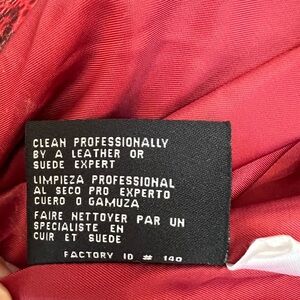 CLEAN PROFESSIONALLY
BY A LEATHER OR
SUEDE EXPERT
LIMPIEZA PROFESSIONAL
AL SECO PRO EXPERTO
CUERO O GAMUZA
FAIRE NETTOYER PAR UN
SPECIALISTE EN
CUIR ET SUEDE
FACTORY ID # 140